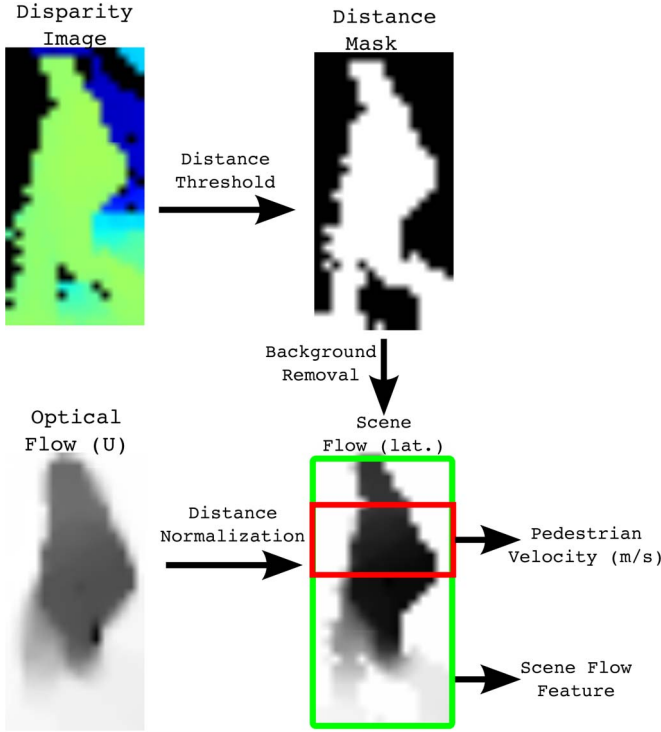 Disparity
Image
Distance
Mask
Distance
Threshold
Background
Removal
Optical
Flow (U)
Scene
Flow (lat.)
Distance
Normalization
Pedestrian
Velocity (m/s)
Scene Flow
Feature